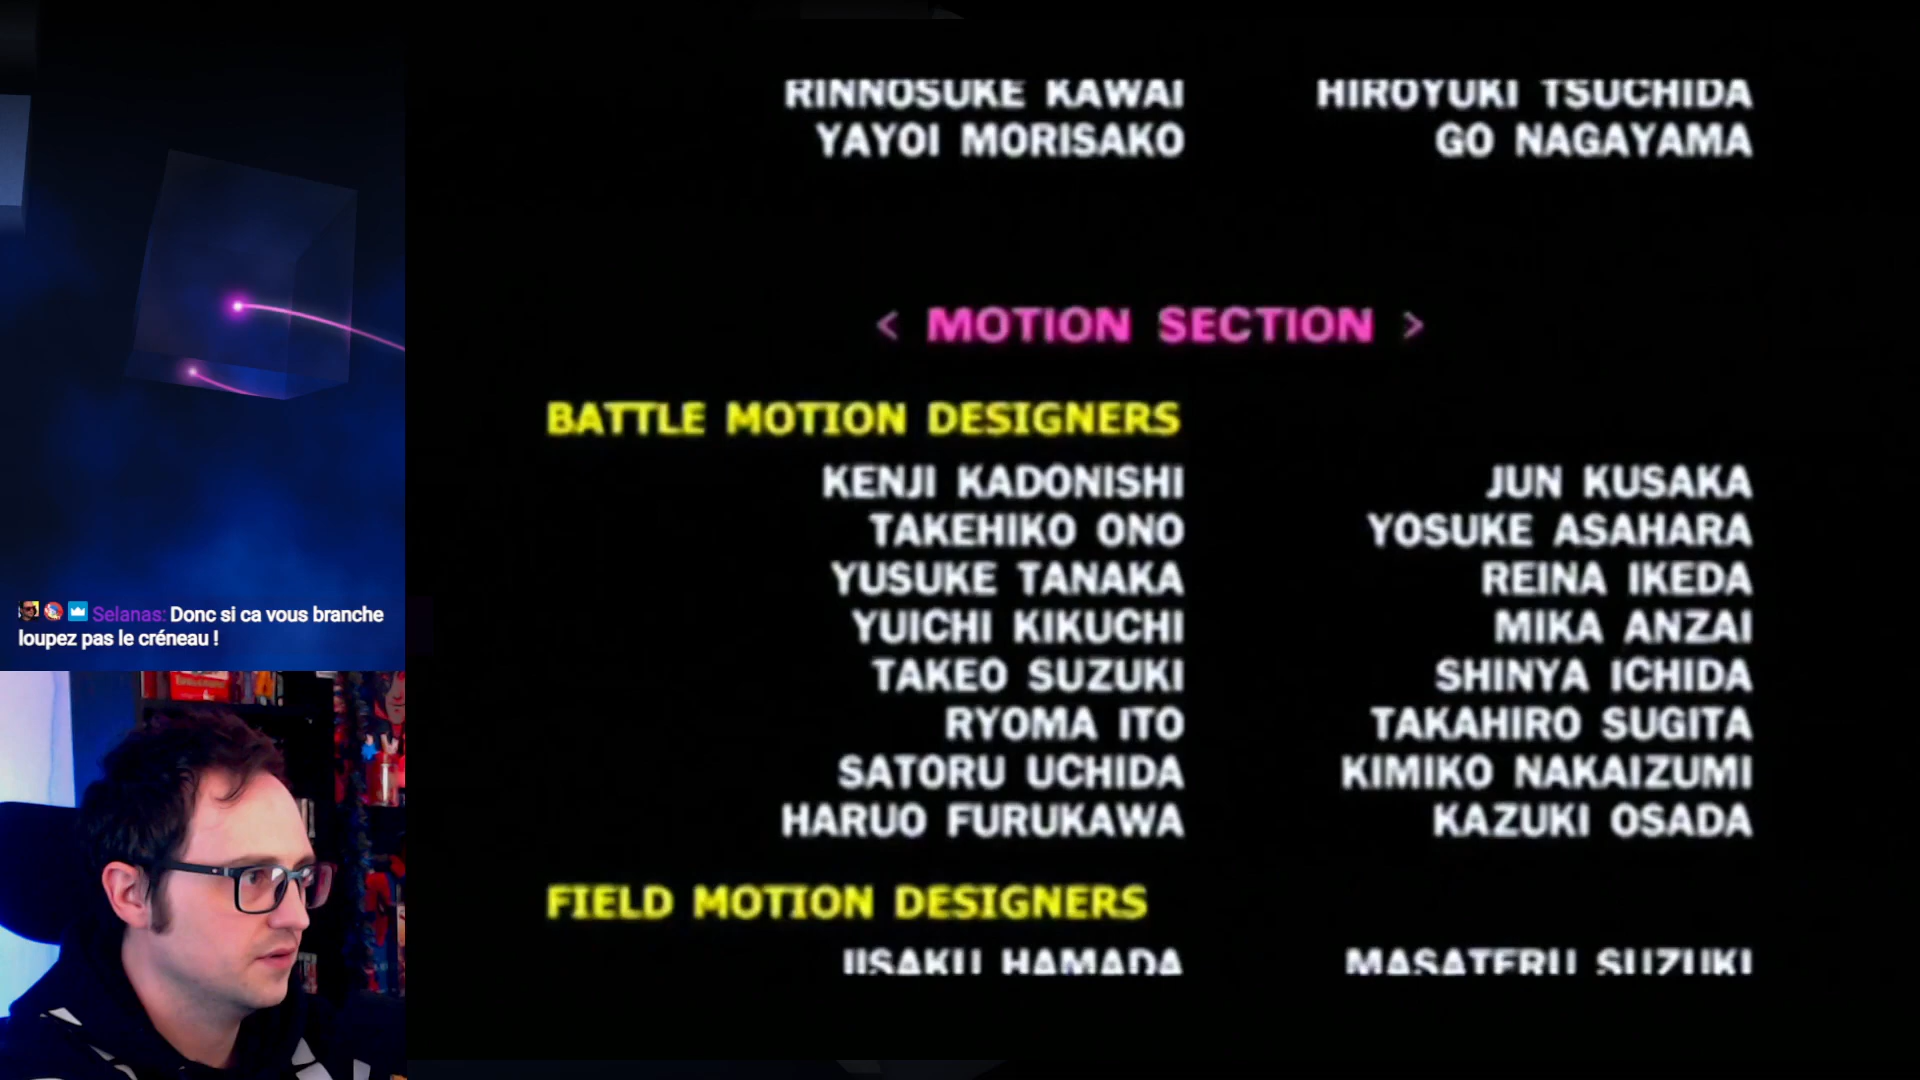 RINNOSUKE KAWAI HIROYUKI TSUCHIDA
YAYOI MORISAKO GO NAGAYAMA
< MOTION SECTION >
BATTLE MOTION DESIGNERS
KENJI KADONISHI JUN KUSAKA
TAKEHIKO ONO YOSUKE ASAHARA
YUSUKE TANAKA REINA IKEDA
YUICHI KIKUCHI MIKA ANZAI
TAKEO SUZUKI SHINYA ICHIDA
RYOMA ITO TAKAHIRO SUGITA
SATORU UCHIDA KIMIKO NAKAIZUMI
HARUO FURUKAWA KAZUKI OSADA
FIELD MOTION DESIGNERS
HAMADA MASATERU SUZUKI
Selanas: Donc si ca vous branche
loupez pas le créneau !